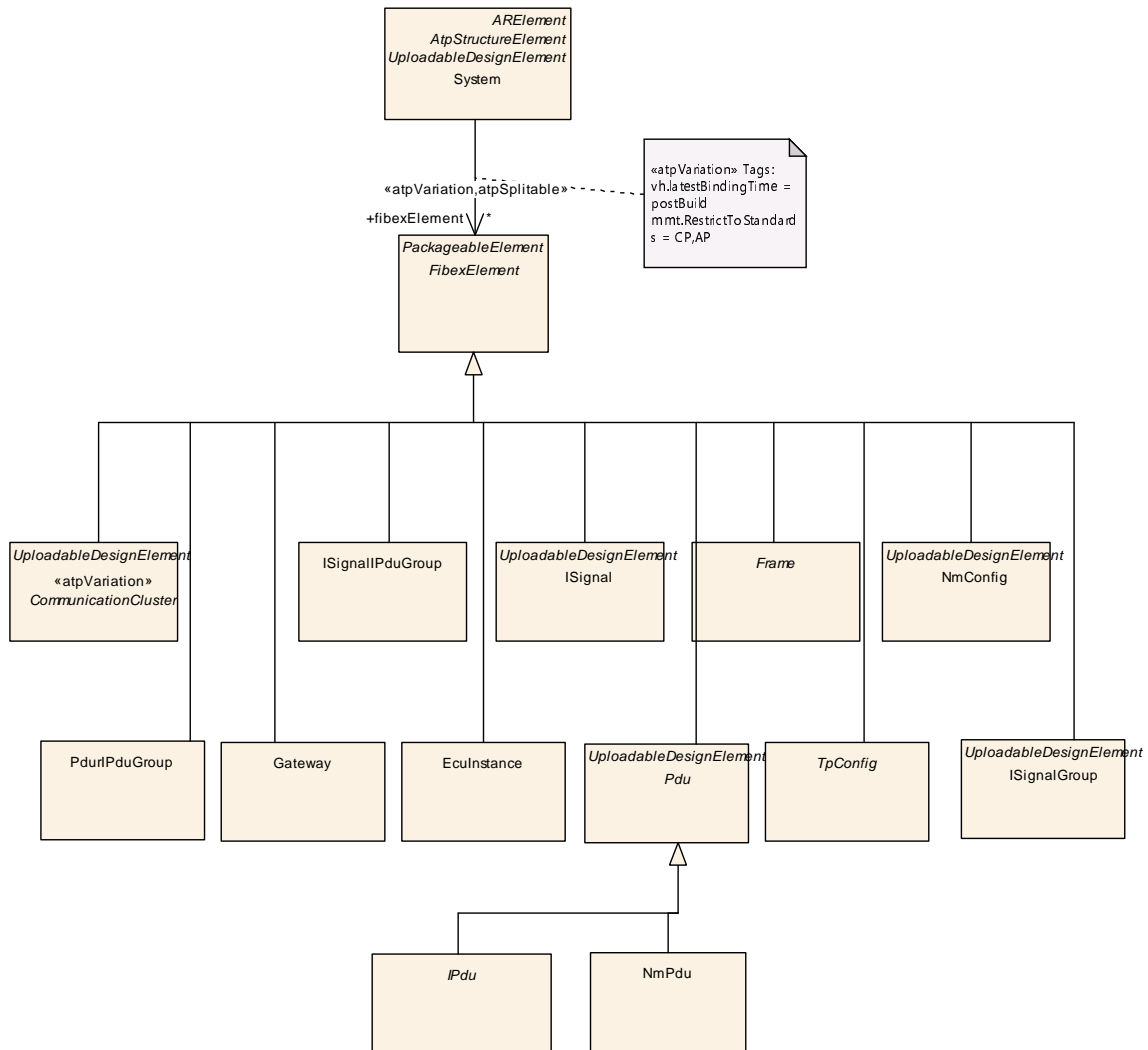 ARElement
AtpStructureElement
UploadableDesignElement
System
«atpVariation» Tags:
vh.latestBindingTime =
postBuild
mmt.RestrictToStandard
s = CP,AP
«atpVariation,atpSplitable»
+fibexElement
*
PackageableElement
FibexElement
UploadableDesignElement
«atpVariation»
CommunicationCluster
ISignalIPduGroup
UploadableDesignElement
ISignal
Frame
UploadableDesignElement
NmConfig
PdurIPduGroup
Gateway
EcuInstance
UploadableDesignElement
Pdu
TpConfig
UploadableDesignElement
ISignalGroup
IPdu
NmPdu